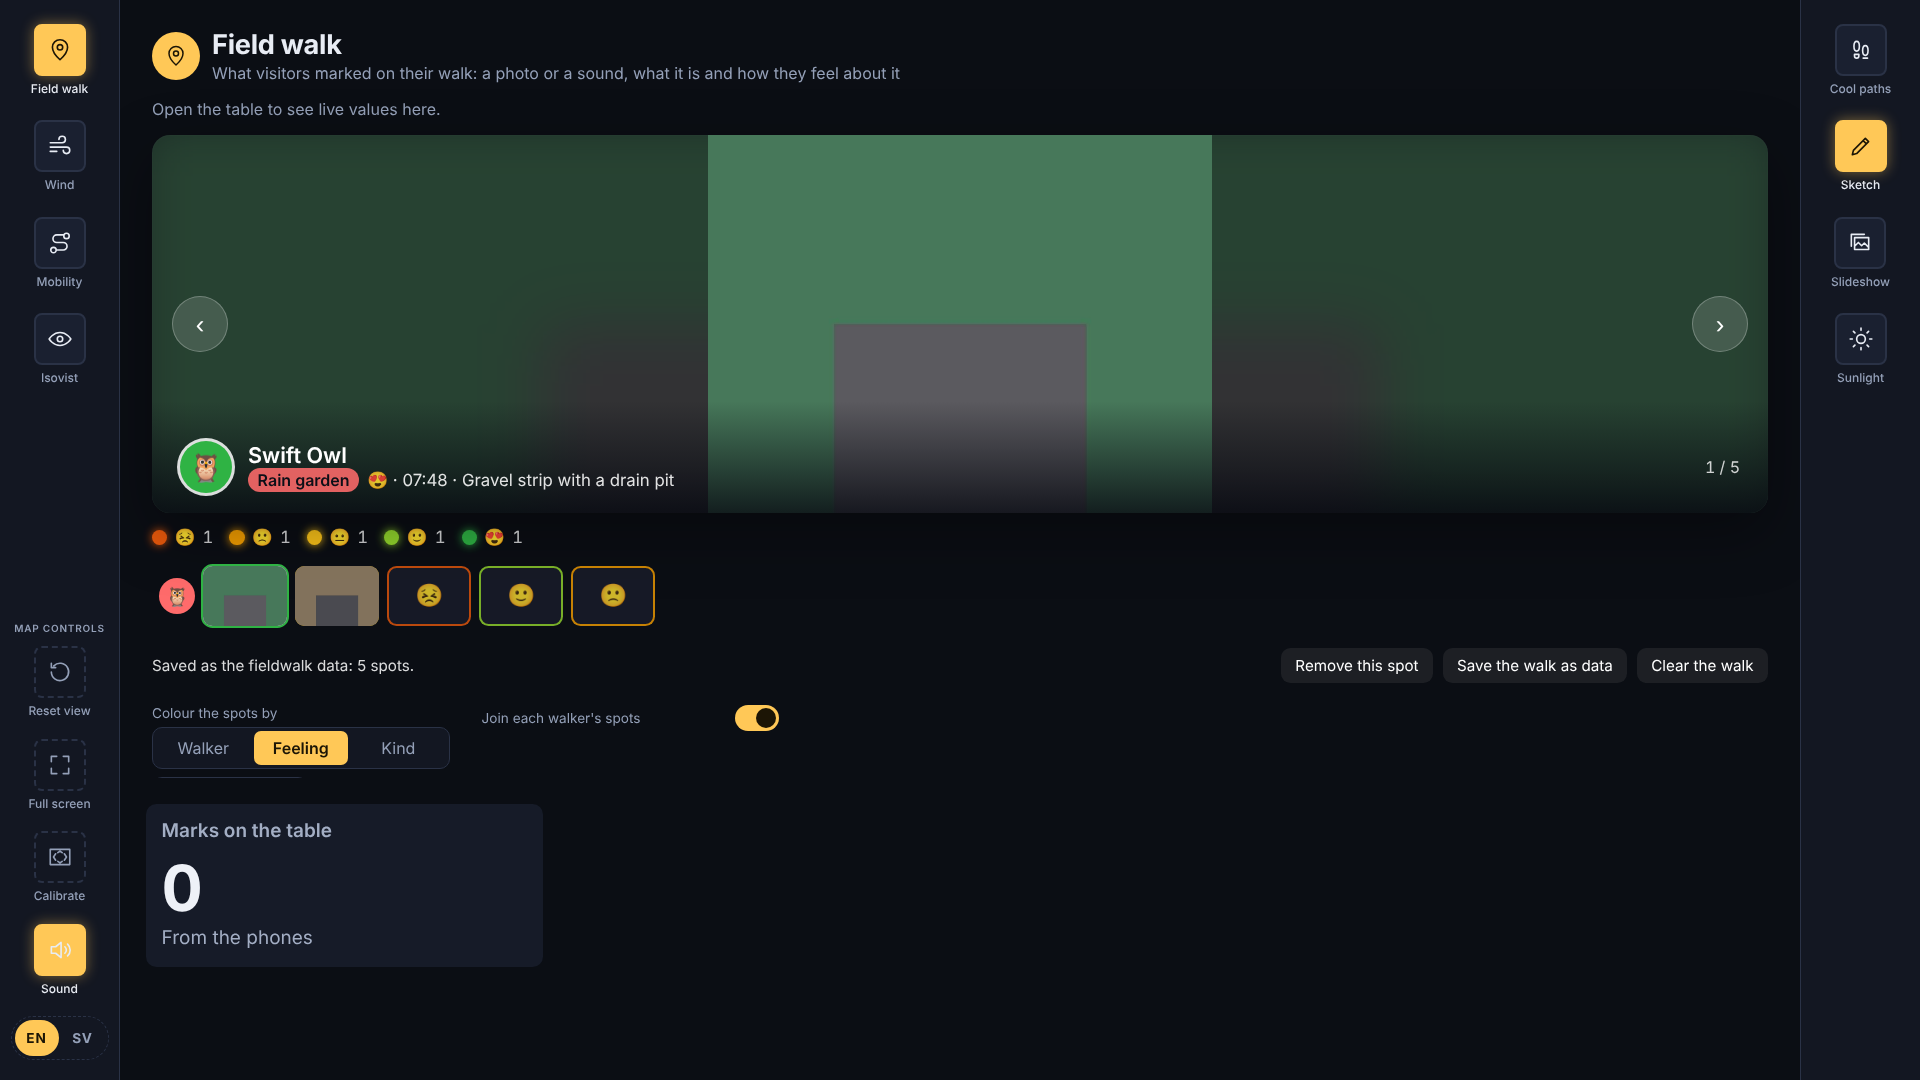 Field walk
Wind
Mobility
Isovist
MAP CONTROLS
Reset view
Full screen
Calibrate
Sound
EN SV
Field walk
What visitors marked on their walk: a photo or a sound, what it is and how they feel about it
Open the table to see live values here.
‹
›
Swift Owl
Rain garden 😍 · 07:48 · Gravel strip with a drain pit
1 / 5
😣 1 🙁 1 😐 1 🙂 1 😍 1
Saved as the fieldwalk data: 5 spots.
Remove this spot
Save the walk as data
Clear the walk
Colour the spots by
Walker Feeling Kind
Join each walker's spots
Marks on the table
0
From the phones
Cool paths
Sketch
Slideshow
Sunlight